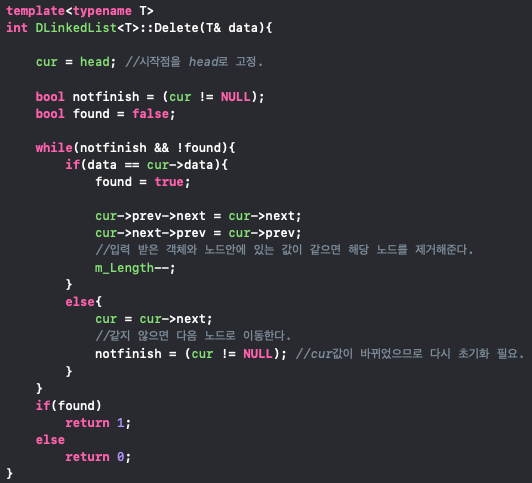 template<typename T>
int DLinkedList<T>::Delete(T& data){

    cur = head; //시작점을 head로 고정.

    bool notfinish = (cur != NULL);
    bool found = false;

    while(notfinish && !found){
        if(data == cur->data){
            found = true;

            cur->prev->next = cur->next;
            cur->next->prev = cur->prev;
            //입력 받은 객체와 노드안에 있는 값이 같으면 해당 노드를 제거해준다.
            m_Length--;
        }
        else{
            cur = cur->next;
            //같지 않으면 다음 노드로 이동한다.
            notfinish = (cur != NULL); //cur값이 바뀌었으므로 다시 초기화 필요.
        }
    }
    if(found)
        return 1;
    else
        return 0;
}